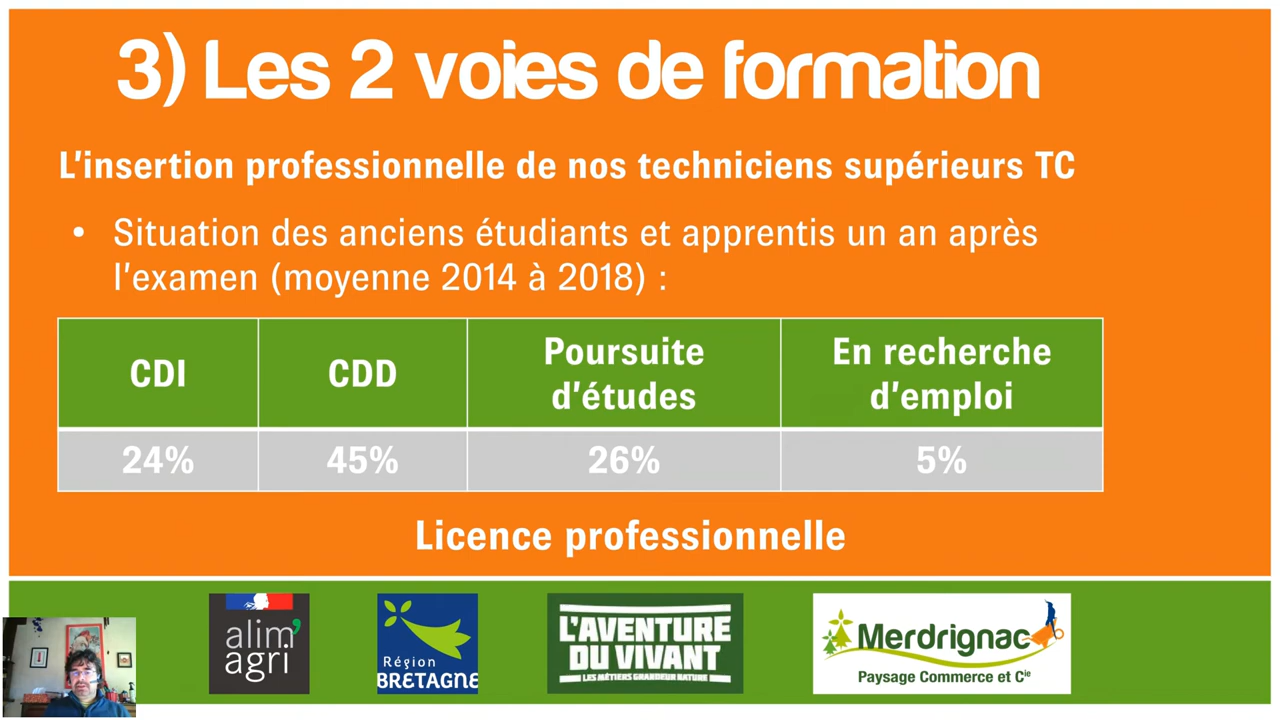 3) Les 2 voies de formation
L'insertion professionnelle de nos techniciens supérieurs TC
• Situation des anciens étudiants et apprentis un an après
l'examen (moyenne 2014 à 2018) :
CDI
CDD
Poursuite
d'études
En recherche
d'emploi
24%
45%
26%
5%
Licence professionnelle
alim'
agri
Région
BRETAGNE
L'AVENTURE
DU VIVANT
LES MÉTIERS GRANDEUR NATURE
Merdrignac
Paysage Commerce et Cie